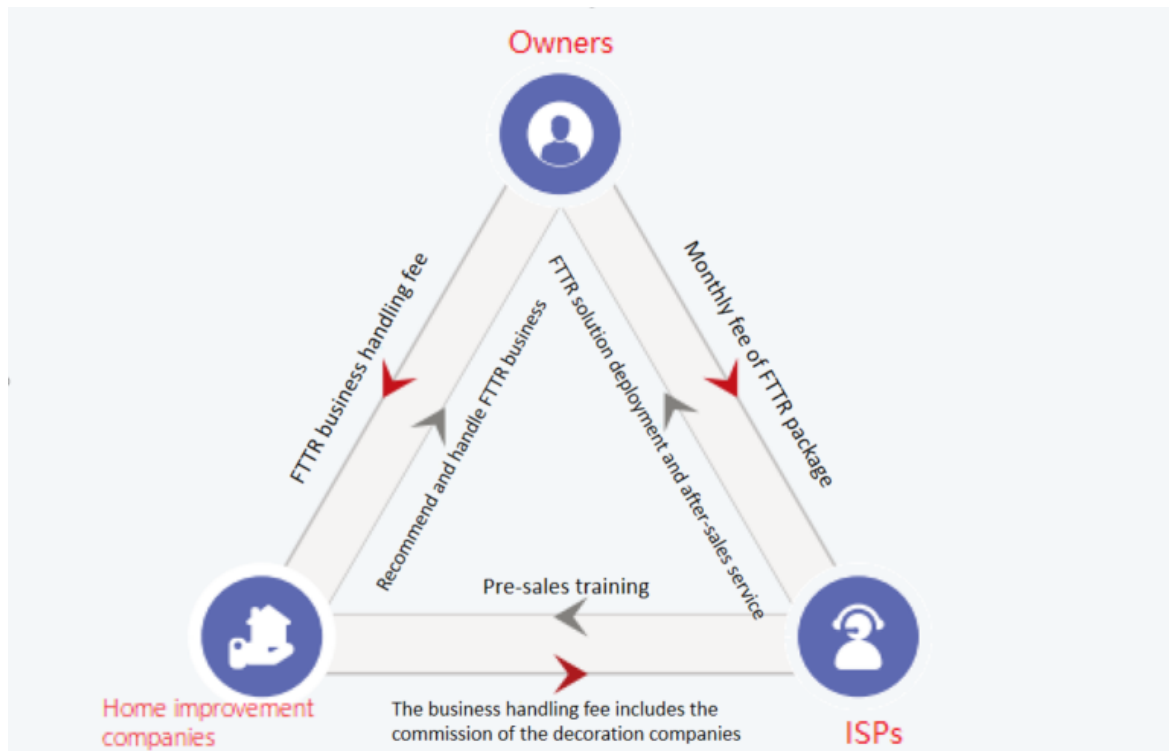 Owners
FTTR business handling fee
Recommend and handle FTTR business
FTTR solution deployment and after-sales service
Monthly fee of FTTR package
Pre-sales training
Home improvement
companies
The business handling fee includes the
commission of the decoration companies
ISPs